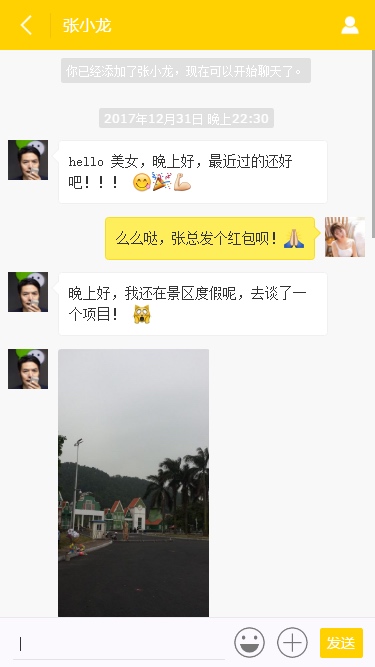 张小龙
你已经添加了张小龙，现在可以开始聊天了。
2017年12月31日 晚上22:30
hello 美女，晚上好，最近过的还好
吧！！！ 😋🎉💪
么么哒，张总发个红包呗！🙏
晚上好，我还在景区度假呢，去谈了一
个项目！ 🙀
发送